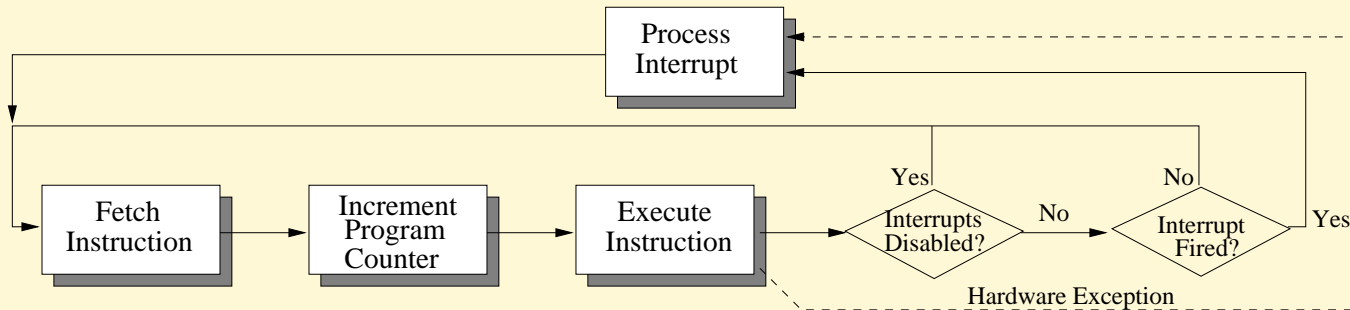 Process
Interrupt
Fetch
Instruction
Increment
Program
Counter
Execute
Instruction
Yes
Interrupts
Disabled?
No
No
Interrupt
Fired?
Yes
Hardware Exception